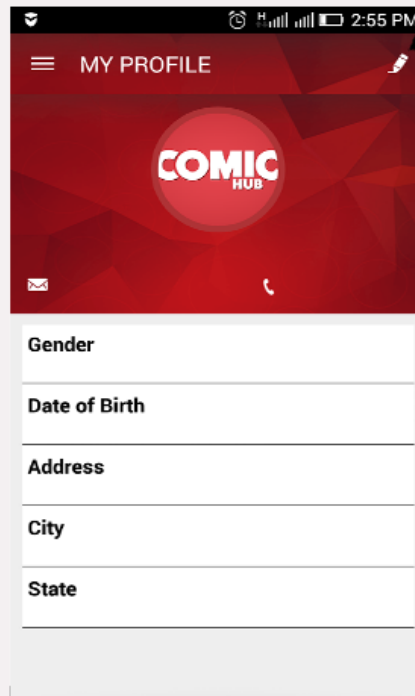 H 2:55 PM
MY PROFILE
COMIC
HUB
Gender
Date of Birth
Address
City
State